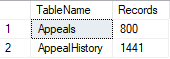 TableName Records
1 Appeals 800
2 AppealHistory 1441